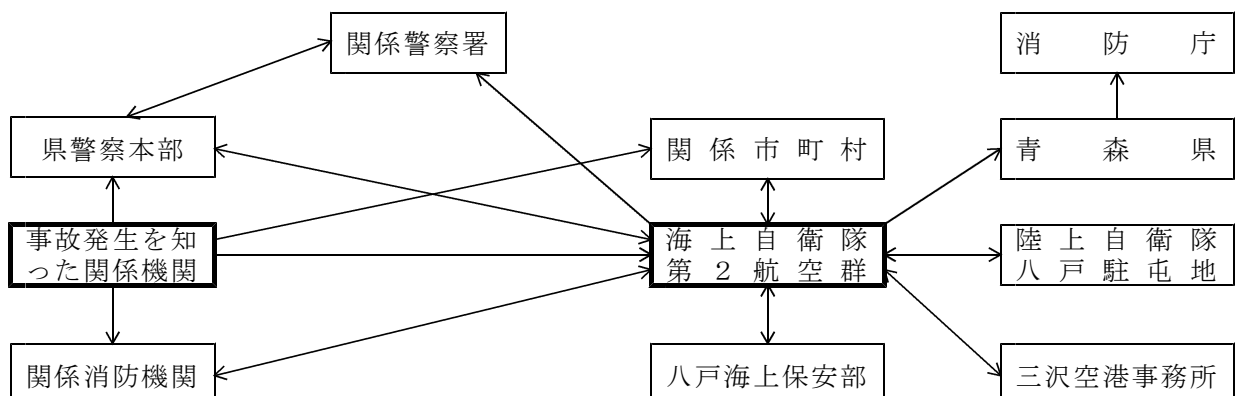 関係警察署
消防庁
県警察本部
関係市町村
青森県
事故発生を知
った関係機関
海上自衛隊
第２航空群
陸上自衛隊
八戸駐屯地
関係消防機関
八戸海上保安部
三沢空港事務所